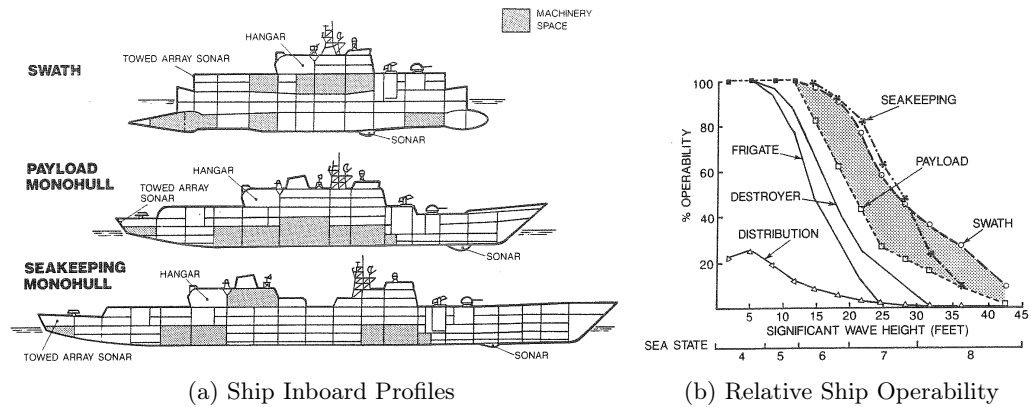 MACHINERY
SPACE
HANGAR
TOWED ARRAY SONAR
SWATH
SONAR
PAYLOAD
MONOHULL
HANGAR
TOWED ARRAY
SONAR
SONAR
SEAKEEPING
MONOHULL
HANGAR
TOWED ARRAY SONAR
SONAR
(a) Ship Inboard Profiles
% OPERABILITY
100
80
60
40
20
SEAKEEPING
FRIGATE
PAYLOAD
DESTROYER
DISTRIBUTION
SWATH
5 10 15 20 25 30 35 40 45
SIGNIFICANT WAVE HEIGHT (FEET)
SEA STATE
4 5 6 7 8
(b) Relative Ship Operability